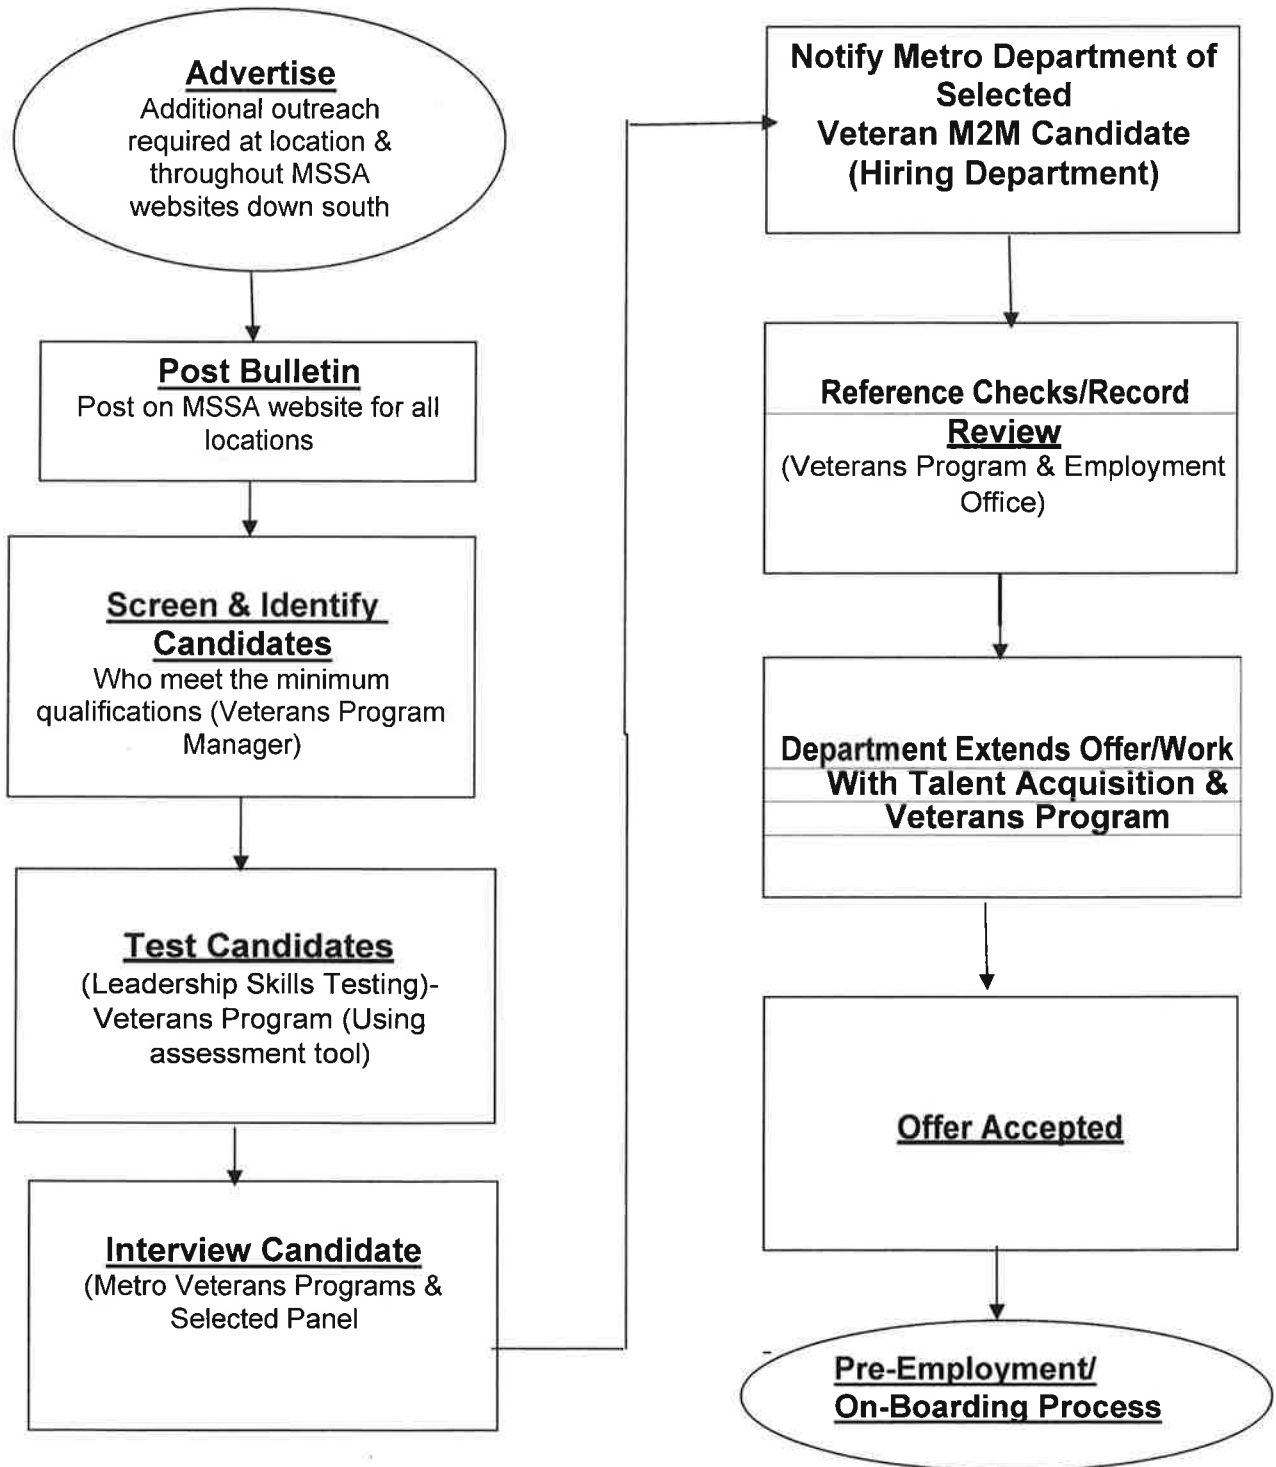 Advertise
Additional outreach
required at location &
throughout MSSA
websites down south
Post Bulletin
Post on MSSA website for all
locations
Screen & Identify
Candidates
Who meet the minimum
qualifications (Veterans Program
Manager)
Test Candidates
(Leadership Skills Testing)-
Veterans Program (Using
assessment tool)
Interview Candidate
(Metro Veterans Programs &
Selected Panel
Notify Metro Department of
Selected
Veteran M2M Candidate
(Hiring Department)
Reference Checks/Record
Review
(Veterans Program & Employment
Office)
Department Extends Offer/Work
With Talent Acquisition &
Veterans Program
Offer Accepted
Pre-Employment/
On-Boarding Process